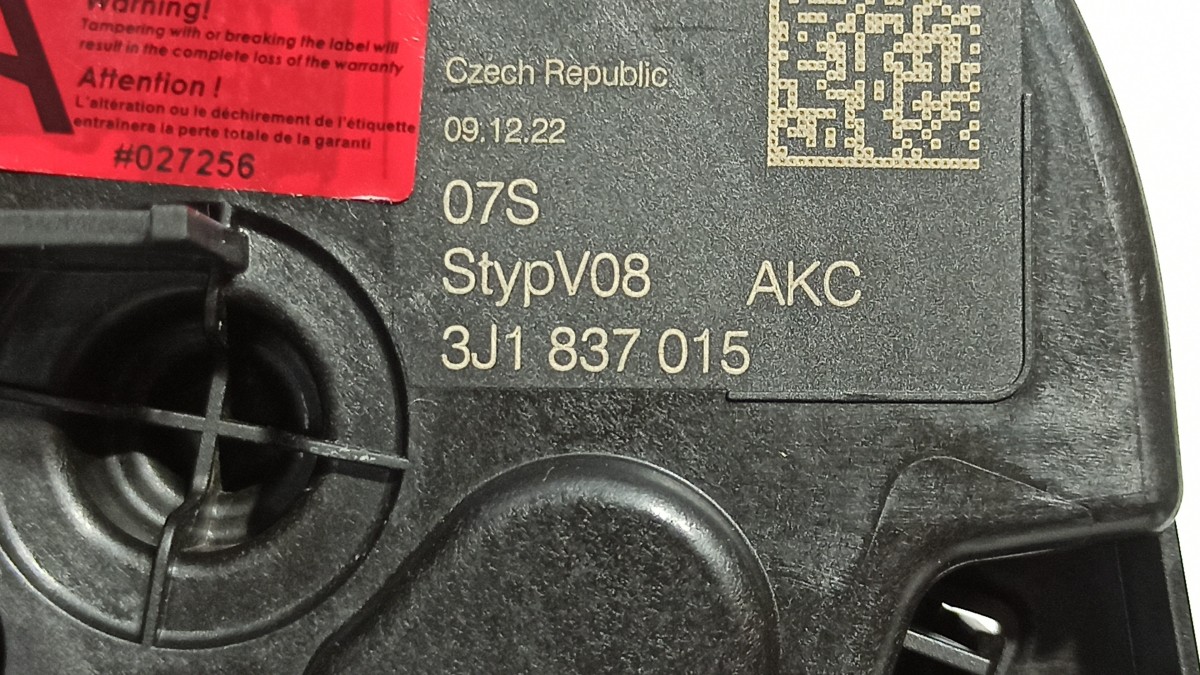 A
Warning!
Tampering with or breaking the label will
result in the complete loss of the warranty
Attention !
L'altération ou le déchirement de l'étiquette
entraînera la perte totale de la garanti
#027256
Czech Republic
09.12.22
07S
StypV08 AKC
3J1 837 015